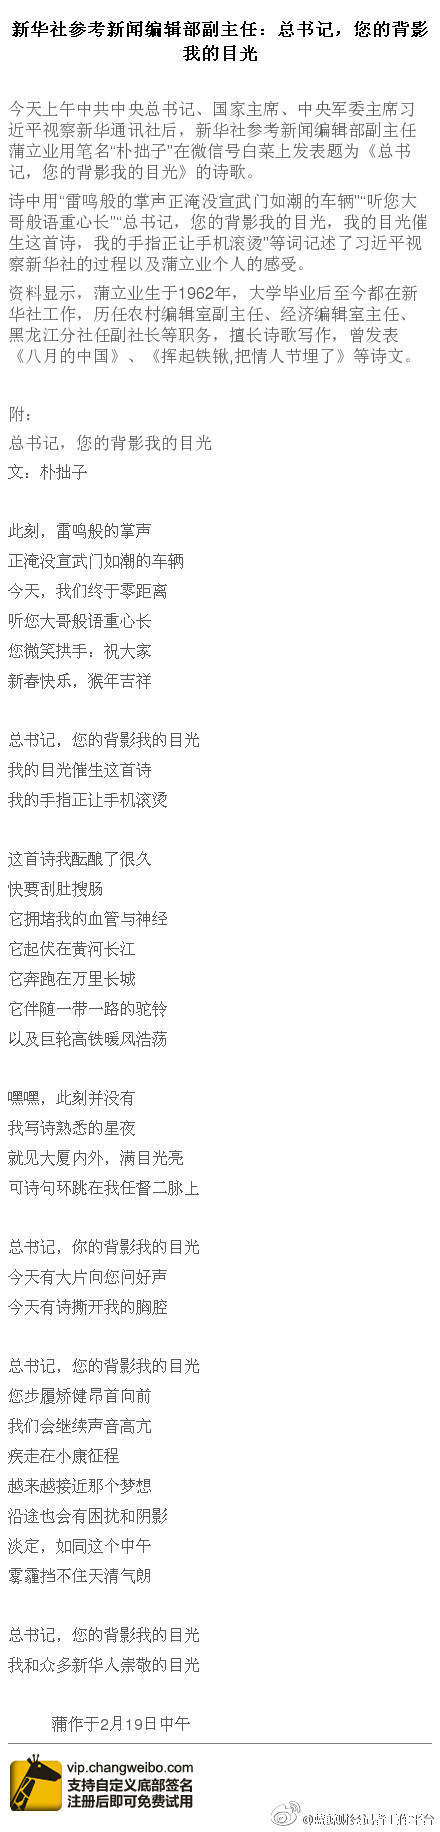 新华社参考新闻编辑部副主任：总书记，您的背影
我的目光
今天上午中共中央总书记、国家主席、中央军委主席习
近平视察新华通讯社后，新华社参考新闻编辑部副主任
蒲立业用笔名“朴拙子”在微信号白菜上发表题为《总书
记，您的背影我的目光》的诗歌。
诗中用“雷鸣般的掌声正淹没宣武门如潮的车辆”“听您大
哥般语重心长”“总书记，您的背影我的目光，我的目光催
生这首诗，我的手指正让手机滚烫”等词记述了习近平视
察新华社的过程以及蒲立业个人的感受。
资料显示，蒲立业生于1962年，大学毕业后至今都在新
华社工作，历任农村编辑室副主任、经济编辑室主任、
黑龙江分社任副社长等职务，擅长诗歌写作，曾发表
《八月的中国》、《挥起铁锹,把情人节埋了》等诗文。
附：
总书记，您的背影我的目光
文：朴拙子
此刻，雷鸣般的掌声
正淹没宣武门如潮的车辆
今天，我们终于零距离
听您大哥般语重心长
您微笑拱手：祝大家
新春快乐，猴年吉祥
总书记，您的背影我的目光
我的目光催生这首诗
我的手指正让手机滚烫
这首诗我酝酿了很久
快要刮肚搜肠
它拥堵我的血管与神经
它起伏在黄河长江
它奔跑在万里长城
它伴随一带一路的驼铃
以及巨轮高铁暖风浩荡
嘿嘿，此刻并没有
我写诗熟悉的星夜
就见大厦内外，满目光亮
可诗句环跳在我任督二脉上
总书记，你的背影我的目光
今天有大片向您问好声
今天有诗撕开我的胸腔
总书记，您的背影我的目光
您步履矫健昂首向前
我们会继续声音高亢
疾走在小康征程
越来越接近那个梦想
沿途也会有困扰和阴影
淡定，如同这个中午
雾霾挡不住天清气朗
总书记，您的背影我的目光
我和众多新华人崇敬的目光
蒲作于2月19日中午
vip.changweibo.com
支持自定义底部签名
注册后即可免费试用
@蓝鲸财经记者工作平台